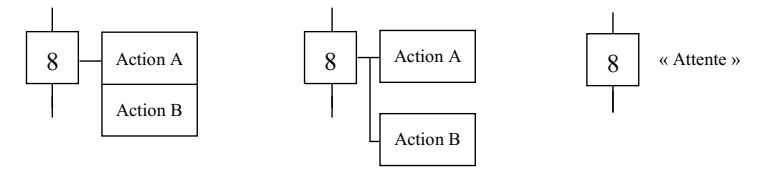 8 Action A
Action B
8 Action A
Action B
8 « Attente »